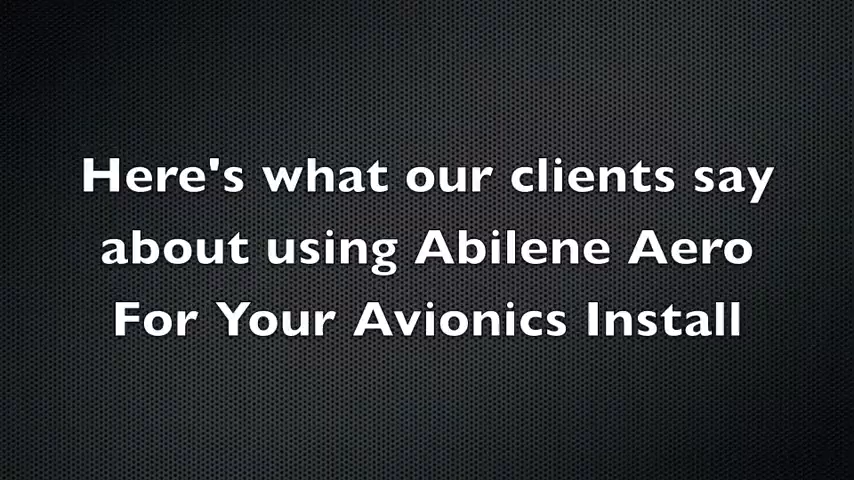 Here's what our clients say
about using Abilene Aero
For Your Avionics Install